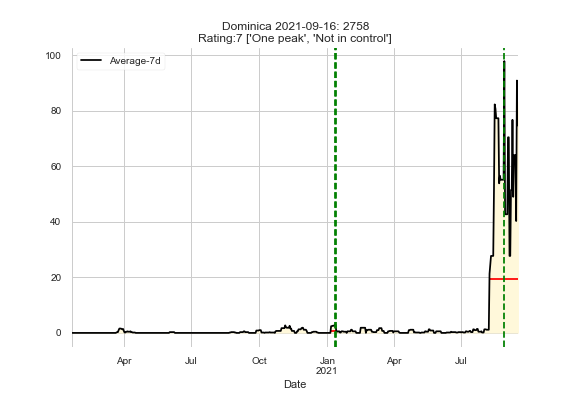 Dominica 2021-09-16: 2758
Rating:7 ['One peak', 'Not in control']
Average-7d
100
80
60
40
20
0
Apr
Jul
Oct
Jan
2021
Apr
Jul
Date